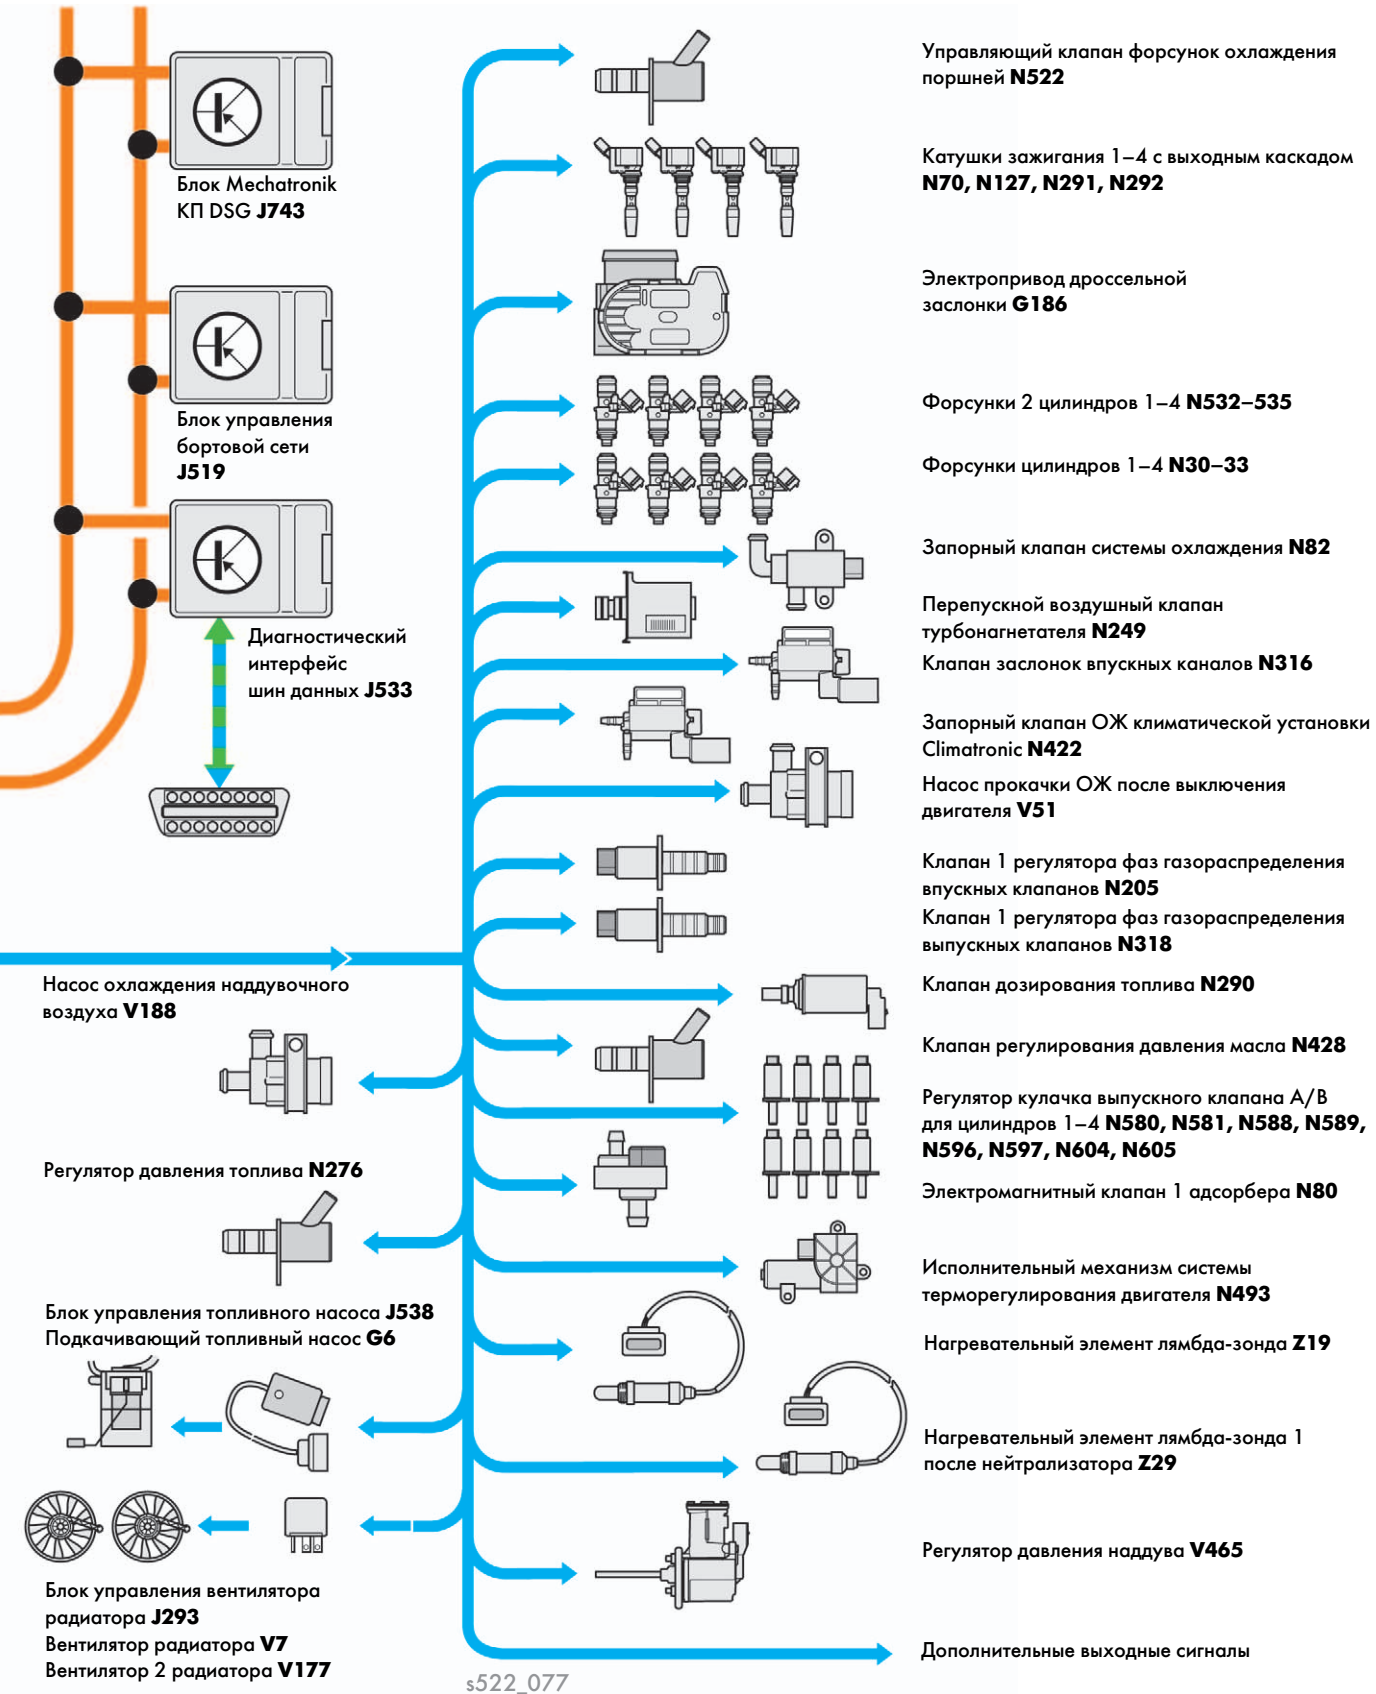 Блок Mechatronik
КП DSG J743
Блок управления
бортовой сети
J519
Диагностический
интерфейс
шин данных J533
Насос охлаждения наддувочного
воздуха V188
Регулятор давления топлива N276
Блок управления топливного насоса J538
Подкачивающий топливный насос G6
Блок управления вентилятора
радиатора J293
Вентилятор радиатора V7
Вентилятор 2 радиатора V177
Управляющий клапан форсунок охлаждения
поршней N522
Катушки зажигания 1–4 с выходным каскадом
N70, N127, N291, N292
Электропривод дроссельной
заслонки G186
Форсунки 2 цилиндров 1–4 N532–535
Форсунки цилиндров 1–4 N30–33
Запорный клапан системы охлаждения N82
Перепускной воздушный клапан
турбонагнетателя N249
Клапан заслонок впускных каналов N316
Запорный клапан ОЖ климатической установки
Climatronic N422
Насос прокачки ОЖ после выключения
двигателя V51
Клапан 1 регулятора фаз газораспределения
впускных клапанов N205
Клапан 1 регулятора фаз газораспределения
выпускных клапанов N318
Клапан дозирования топлива N290
Клапан регулирования давления масла N428
Регулятор кулачка выпускного клапана A/B
для цилиндров 1–4 N580, N581, N588, N589,
N596, N597, N604, N605
Электромагнитный клапан 1 адсорбера N80
Исполнительный механизм системы
терморегулирования двигателя N493
Нагревательный элемент лямбда-зонда Z19
Нагревательный элемент лямбда-зонда 1
после нейтрализатора Z29
Регулятор давления наддува V465
Дополнительные выходные сигналы
s522_077